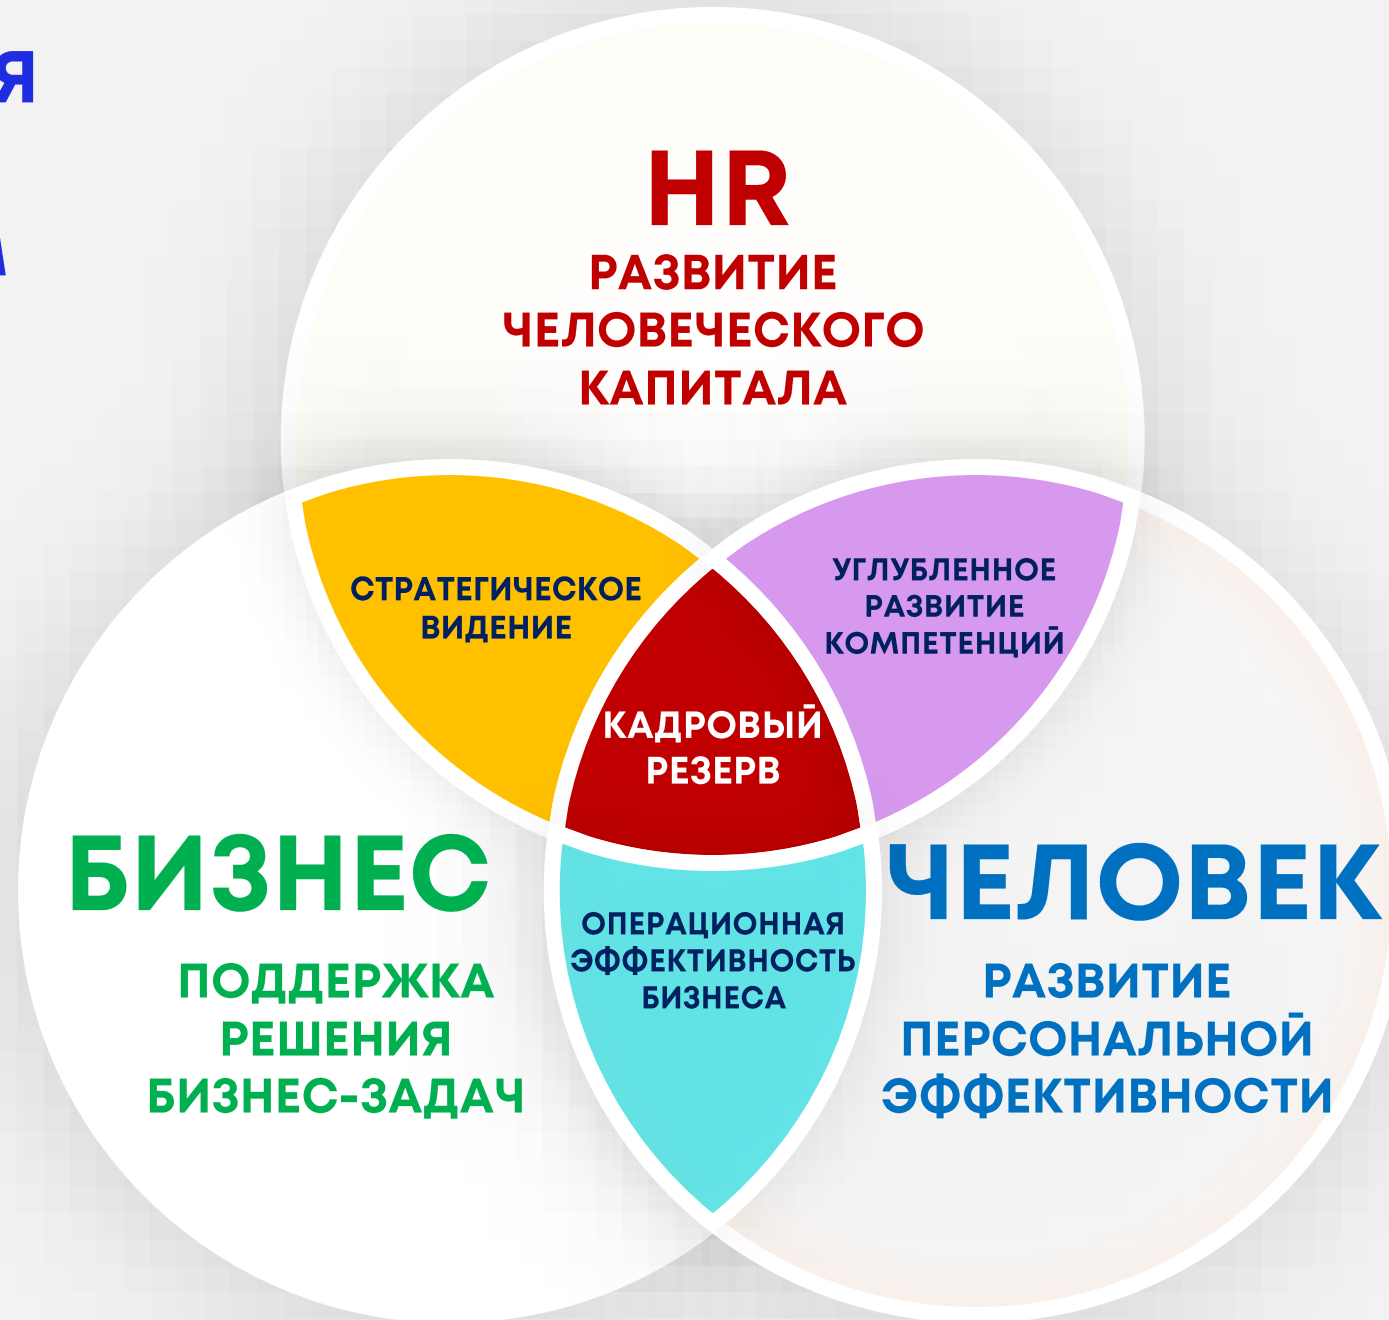 HR
РАЗВИТИЕ
ЧЕЛОВЕЧЕСКОГО
КАПИТАЛА
СТРАТЕГИЧЕСКОЕ
ВИДЕНИЕ
УГЛУБЛЕННОЕ
РАЗВИТИЕ
КОМПЕТЕНЦИЙ
КАДРОВЫЙ
РЕЗЕРВ
БИЗНЕС
ПОДДЕРЖКА
РЕШЕНИЯ
БИЗНЕС-ЗАДАЧ
ОПЕРАЦИОННАЯ
ЭФФЕКТИВНОСТЬ
БИЗНЕСА
ЧЕЛОВЕК
РАЗВИТИЕ
ПЕРСОНАЛЬНОЙ
ЭФФЕКТИВНОСТИ